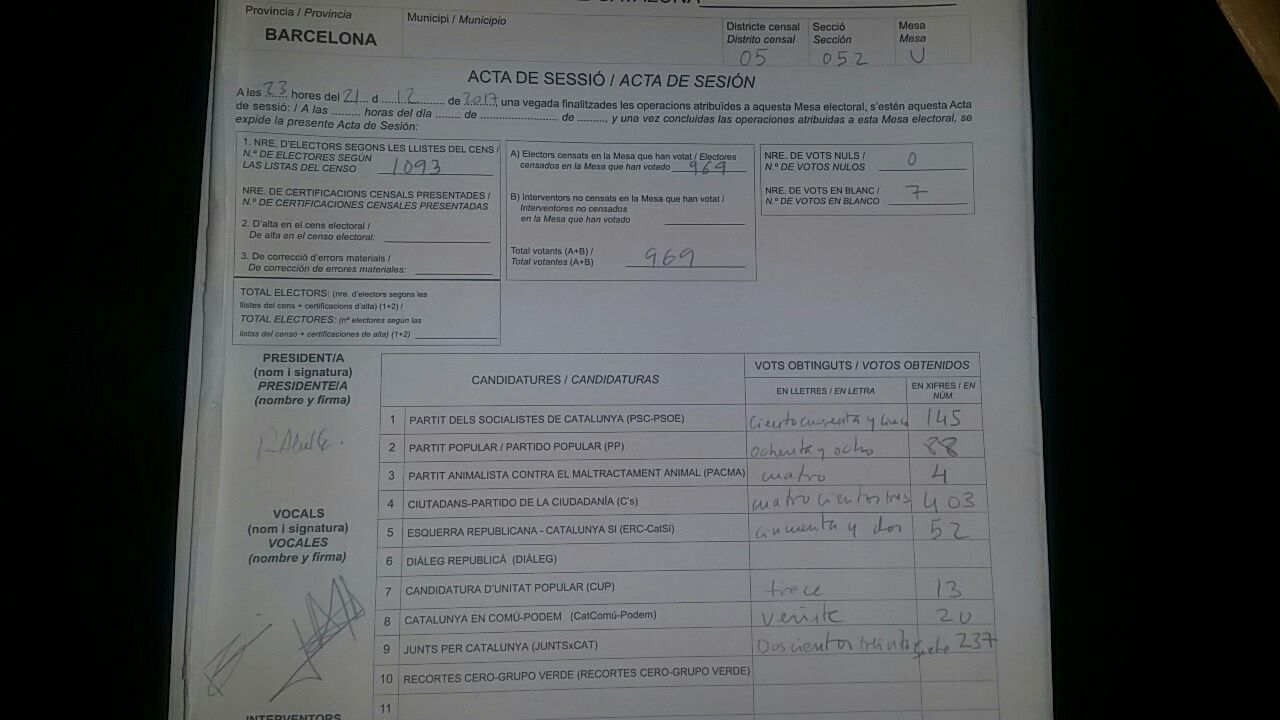 Província / Provincia
BARCELONA
Municipi / Municipio
Districte censal
Distrito censal
05
Secció
Sección
052
Mesa
Mesa
U
ACTA DE SESSIÓ / ACTA DE SESIÓN
A les 23 hores del 21 d 12 de 2017 una vegada finalitzades les operacions atribuïdes a aquesta Mesa electoral, s'estén aquesta Acta
de sessió: / A las ......... horas del día ....... de ........................ de ........., y una vez concluidas las operaciones atribuidas a esta Mesa electoral, se
expide la presente Acta de Sesión:
1. NRE. D'ELECTORS SEGONS LES LLISTES DEL CENS /
N.º DE ELECTORES SEGÚN
LAS LISTAS DEL CENSO 1093
NRE. DE CERTIFICACIONS CENSALS PRESENTADES /
N.º DE CERTIFICACIONES CENSALES PRESENTADAS
2. D'alta en el cens electoral /
De alta en el censo electoral:
3. De correcció d'errors materials /
De corrección de errores materiales:
TOTAL ELECTORS: (nre. d'electors segons les
llistes del cens + certificacions d'alta) (1+2) /
TOTAL ELECTORES: (nº electores según las
listas del censo + certificaciones de alta) (1+2)
A) Electors censats en la Mesa que han votat / Electores
censados en la Mesa que han votado 969
B) Interventors no censats en la Mesa que han votat /
Interventores no censados
en la Mesa que han votado
Total votants (A+B) /
Total votantes (A+B) 969
NRE. DE VOTS NULS /
N.º DE VOTOS NULOS 0
NRE. DE VOTS EN BLANC /
N.º DE VOTOS EN BLANCO 7
PRESIDENT/A
(nom i signatura)
PRESIDENTE/A
(nombre y firma)
VOCALS
(nom i signatura)
VOCALES
(nombre y firma)
INTERVENTORS
CANDIDATURES / CANDIDATURAS
VOTS OBTINGUTS / VOTOS OBTENIDOS
EN LLETRES / EN LETRA
EN XIFRES / EN
NÚM.
1 PARTIT DELS SOCIALISTES DE CATALUNYA (PSC-PSOE) ciento cuarenta y cinco 145
2 PARTIT POPULAR / PARTIDO POPULAR (PP) ochenta y ocho 88
3 PARTIT ANIMALISTA CONTRA EL MALTRACTAMENT ANIMAL (PACMA) cuatro 4
4 CIUTADANS-PARTIDO DE LA CIUDADANÍA (C's) cuatrocientos tres 403
5 ESQUERRA REPUBLICANA - CATALUNYA SI (ERC-CatSí) cincuenta y dos 52
6 DIÀLEG REPUBLICÀ (DIÀLEG)
7 CANDIDATURA D'UNITAT POPULAR (CUP) trece 13
8 CATALUNYA EN COMÚ-PODEM (CatComú-Podem) veinte 20
9 JUNTS PER CATALUNYA (JUNTSxCAT) Doscientos treinta siete 237
10 RECORTES CERO-GRUPO VERDE (RECORTES CERO-GRUPO VERDE)
11